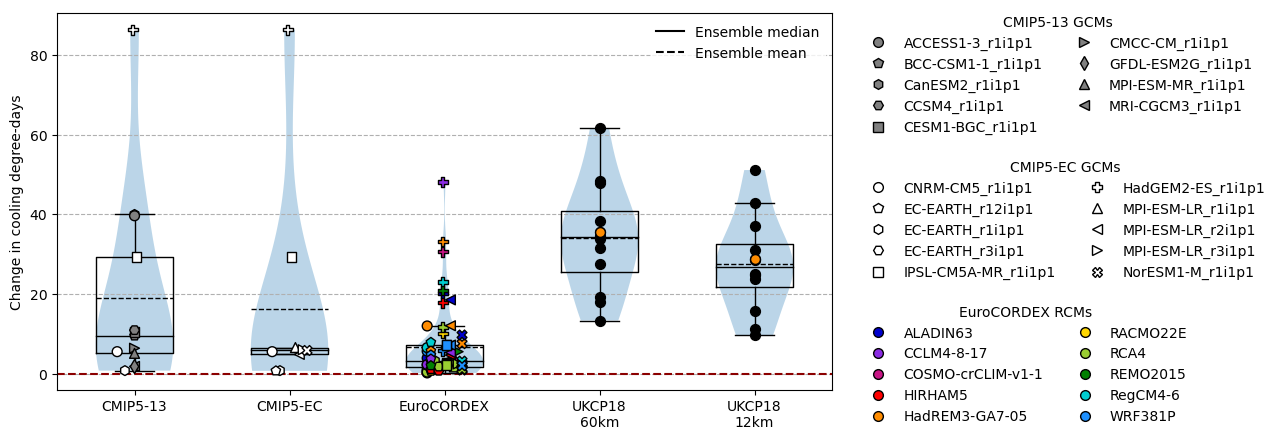 Change in cooling degree-days
80
60
40
20
0
Ensemble median
Ensemble mean
CMIP5-13
CMIP5-EC
EuroCORDEX
UKCP18
60km
UKCP18
12km
CMIP5-13 GCMs
ACCESS1-3_r1i1p1
BCC-CSM1-1_r1i1p1
CanESM2_r1i1p1
CCSM4_r1i1p1
CESM1-BGC_r1i1p1
CMCC-CM_r1i1p1
GFDL-ESM2G_r1i1p1
MPI-ESM-MR_r1i1p1
MRI-CGCM3_r1i1p1
CMIP5-EC GCMs
CNRM-CM5_r1i1p1
EC-EARTH_r12i1p1
EC-EARTH_r1i1p1
EC-EARTH_r3i1p1
IPSL-CM5A-MR_r1i1p1
HadGEM2-ES_r1i1p1
MPI-ESM-LR_r1i1p1
MPI-ESM-LR_r2i1p1
MPI-ESM-LR_r3i1p1
NorESM1-M_r1i1p1
EuroCORDEX RCMs
ALADIN63
CCLM4-8-17
COSMO-crCLIM-v1-1
HIRHAM5
HadREM3-GA7-05
RACMO22E
RCA4
REMO2015
RegCM4-6
WRF381P